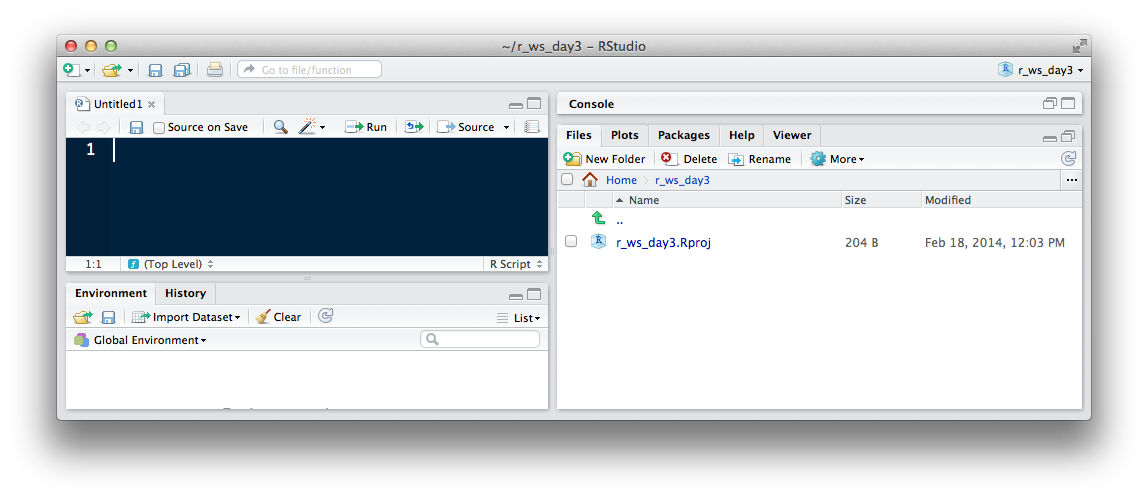 ~/r_ws_day3 – RStudio
Go to file/function
r_ws_day3
Untitled1
Source on Save
Run
Source
1
1:1
(Top Level)
R Script
Environment
History
Import Dataset
Clear
List
Global Environment
Console
Files
Plots
Packages
Help
Viewer
New Folder
Delete
Rename
More
Home
r_ws_day3
...
Name
Size
Modified
..
r_ws_day3.Rproj
204 B
Feb 18, 2014, 12:03 PM